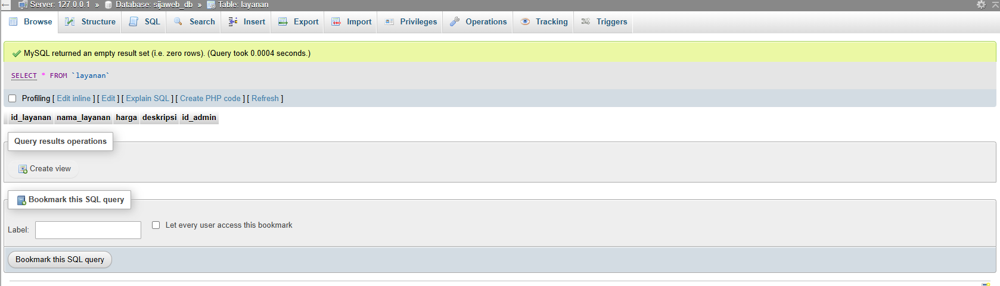 Server: 127.0.0.1 » Database: sijaweb_db » Table: layanan
Browse Structure SQL Search Insert Export Import Privileges Operations Tracking Triggers
MySQL returned an empty result set (i.e. zero rows). (Query took 0.0004 seconds.)
SELECT * FROM `layanan`
Profiling [ Edit inline ] [ Edit ] [ Explain SQL ] [ Create PHP code ] [ Refresh ]
id_layanan nama_layanan harga deskripsi id_admin
Query results operations
Create view
Bookmark this SQL query
Label: Let every user access this bookmark
Bookmark this SQL query